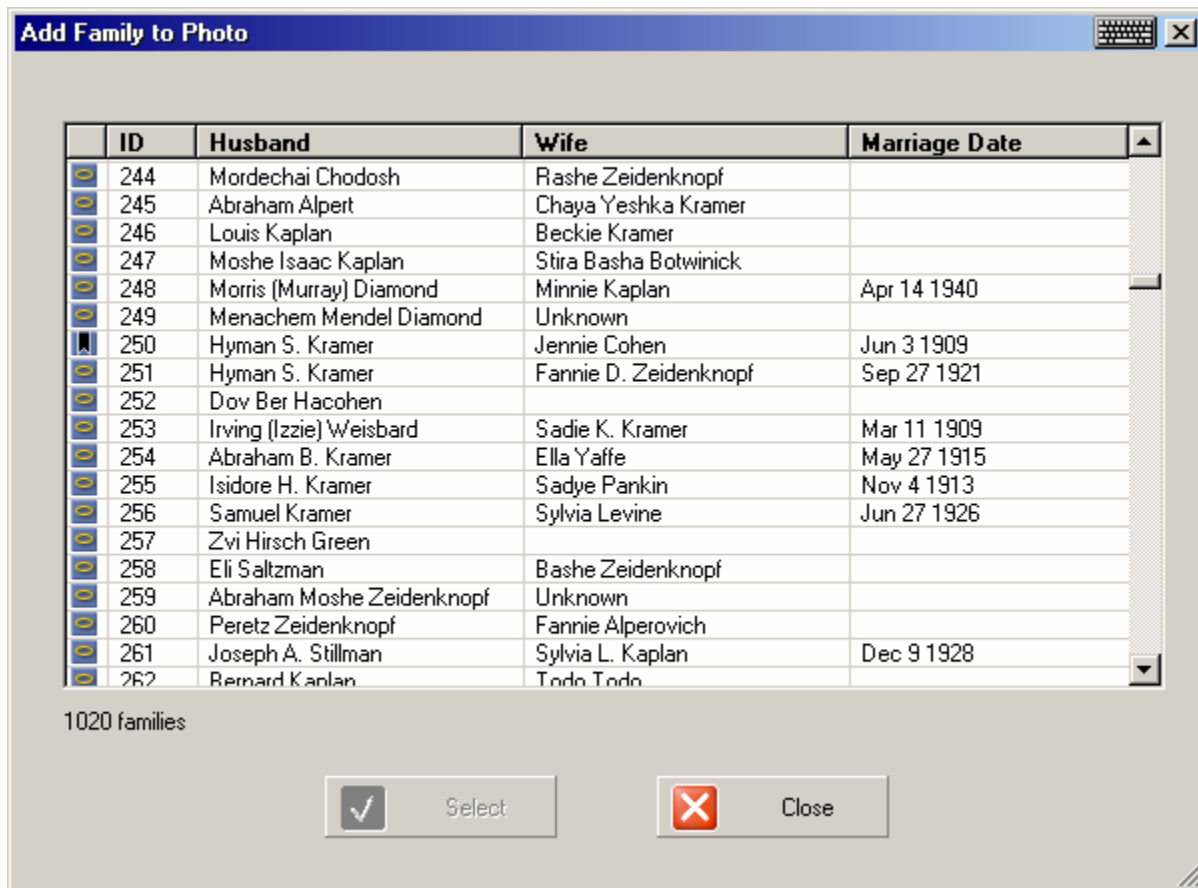 Add Family to Photo
ID Husband Wife Marriage Date
244 Mordechai Chodosh Rashe Zeidenknopf
245 Abraham Alpert Chaya Yeshka Kramer
246 Louis Kaplan Beckie Kramer
247 Moshe Isaac Kaplan Stira Basha Botwinick
248 Morris (Murray) Diamond Minnie Kaplan Apr 14 1940
249 Menachem Mendel Diamond Unknown
250 Hyman S. Kramer Jennie Cohen Jun 3 1909
251 Hyman S. Kramer Fannie D. Zeidenknopf Sep 27 1921
252 Dov Ber Hacohen
253 Irving (Izzie) Weisbard Sadie K. Kramer Mar 11 1909
254 Abraham B. Kramer Ella Yaffe May 27 1915
255 Isidore H. Kramer Sadye Pankin Nov 4 1913
256 Samuel Kramer Sylvia Levine Jun 27 1926
257 Zvi Hirsch Green
258 Eli Saltzman Bashe Zeidenknopf
259 Abraham Moshe Zeidenknopf Unknown
260 Peretz Zeidenknopf Fannie Alperovich
261 Joseph A. Stillman Sylvia L. Kaplan Dec 9 1928
262 Bernard Kaplan Todo Todo
1020 families
Select Close